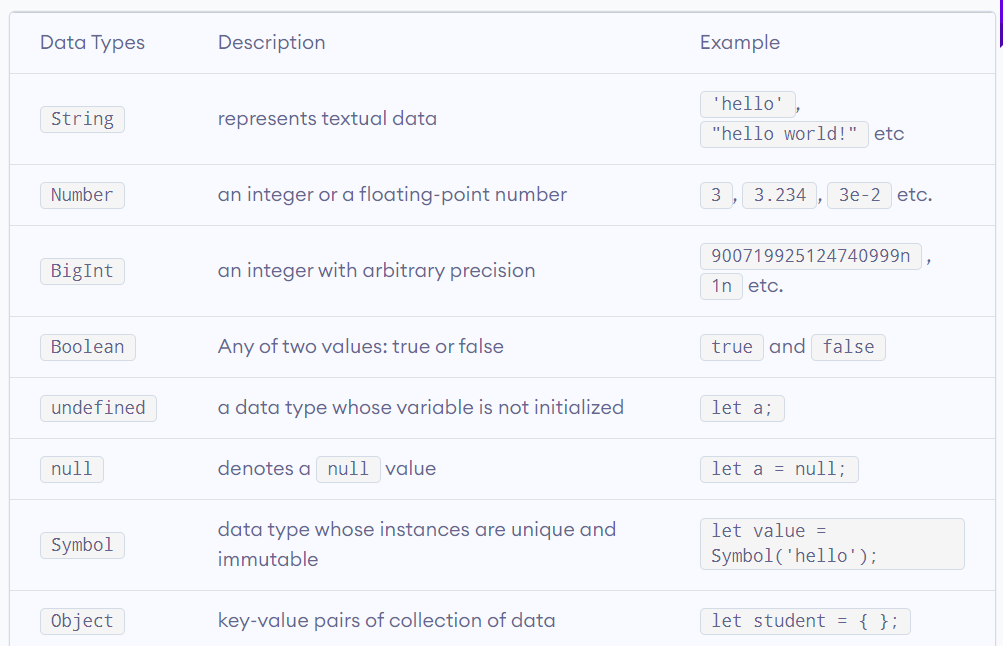 Data Types Description Example
String represents textual data 'hello' ,
"hello world!" etc
Number an integer or a floating-point number 3 , 3.234 , 3e-2 etc.
BigInt an integer with arbitrary precision 900719925124740999n ,
1n etc.
Boolean Any of two values: true or false true and false
undefined a data type whose variable is not initialized let a;
null denotes a null value let a = null;
Symbol data type whose instances are unique and immutable let value =
Symbol('hello');
Object key-value pairs of collection of data let student = { };